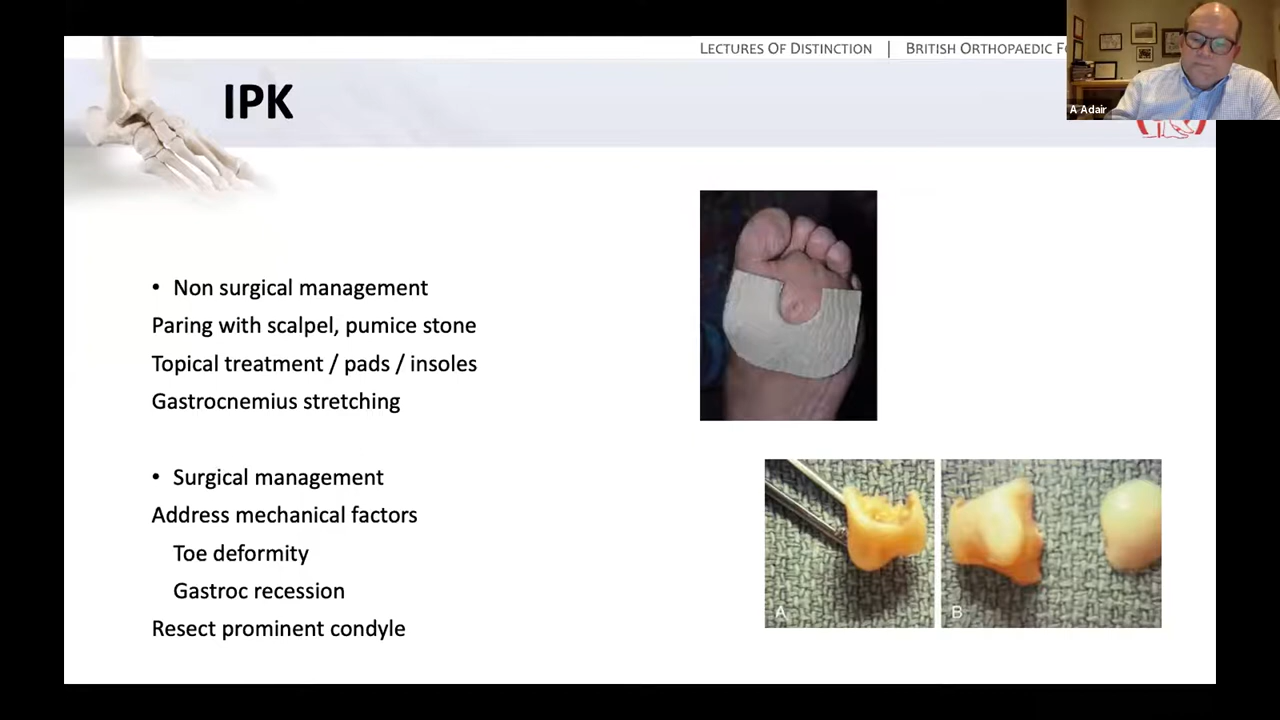 LECTURES OF DISTINCTION | BRITISH ORTHOPAEDIC
A Adair
IPK
• Non surgical management
Paring with scalpel, pumice stone
Topical treatment / pads / insoles
Gastrocnemius stretching
• Surgical management
Address mechanical factors
Toe deformity
Gastroc recession
Resect prominent condyle
A
B